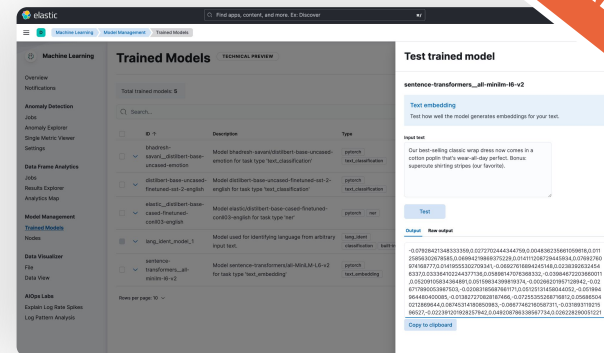 elastic
Find apps, content, and more. Ex: Discover
Machine Learning
Model Management
Trained Models
Machine Learning
Overview
Notifications
Anomaly Detection
Jobs
Anomaly Explorer
Single Metric Viewer
Settings
Data Frame Analytics
Jobs
Results Explorer
Analytics Map
Model Management
Trained Models
Nodes
Data Visualizer
File
Data View
AIOps Labs
Explain Log Rate Spikes
Log Pattern Analysis
Trained Models
TECHNICAL PREVIEW
Total trained models: 5
Search...
ID ↑ Description Type
bhadresh-
savani__distilbert-base-
uncased-emotion
Model bhadresh-savani/distilbert-base-uncased-
emotion for task type 'text_classification'
pytorch
text_classification
distilbert-base-uncased-
finetuned-sst-2-english
Model distilbert-base-uncased-finetuned-sst-2-
english for task type 'text_classification'
pytorch
text_classification
elastic__distilbert-base-
cased-finetuned-
conll03-english
Model elastic/distilbert-base-cased-finetuned-
conll03-english for task type 'ner'
pytorch ner
lang_ident_model_1
Model used for identifying language from arbitrary
input text.
lang_ident
classification
sentence-
transformers__all-
minilm-l6-v2
Model sentence-transformers/all-MiniLM-L6-v2
for task type 'text_embedding'
pytorch
text_embedding
Rows per page: 10
Test trained model
sentence-transformers__all-minilm-l6-v2
Text embedding
Test how well the model generates embeddings for your text.
Input text
Our best-selling classic wrap dress now comes in a
cotton poplin that's wear-all-day perfect. Bonus:
supercute shirting stripes (our favorite).
Test
Output Raw output
Copy to clipboard